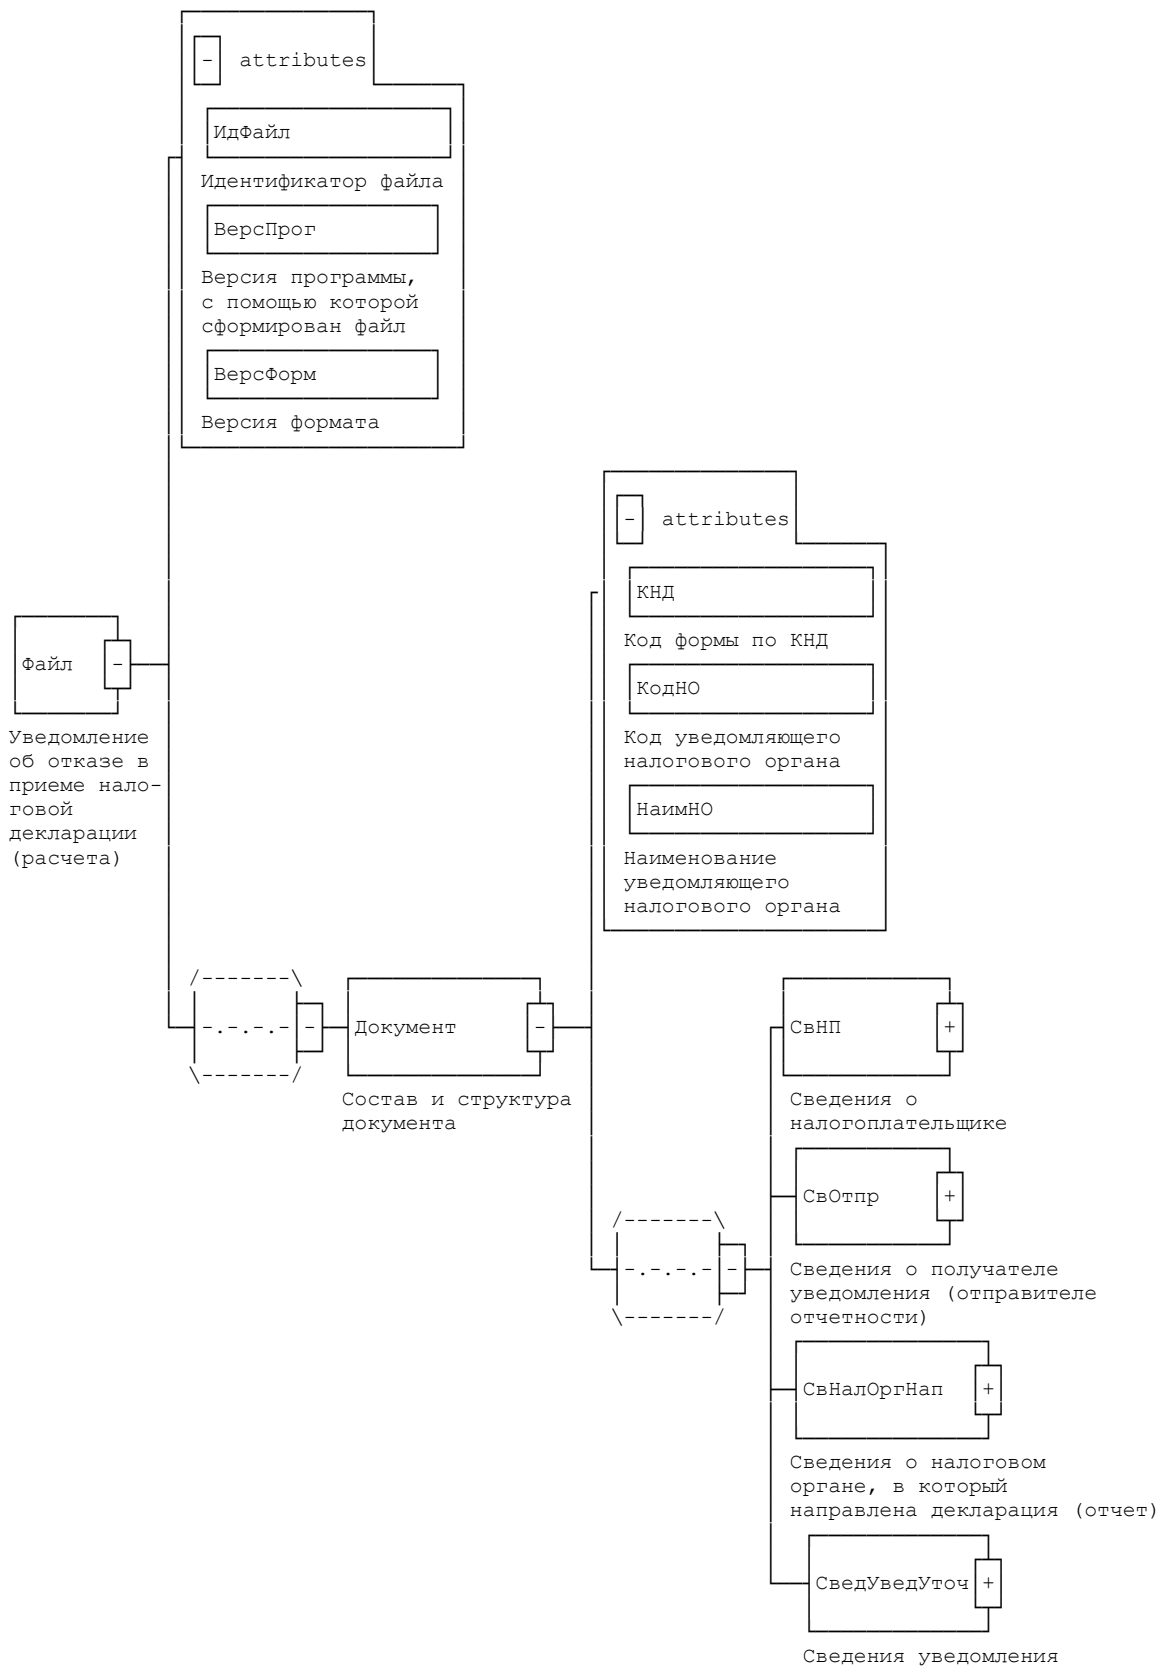 - attributes
ИдФайл
Идентификатор файла
ВерсПрог
Версия программы,
с помощью которой
сформирован файл
ВерсФорм
Версия формата
- attributes
КНД
Код формы по КНД
КодНО
Код уведомляющего
налогового органа
НаимНО
Наименование
уведомляющего
налогового органа
Файл -
Уведомление
об отказе в
приеме нало-
говой
декларации
(расчета)
/-------\
-.-.-.- -
\-------/
Документ -
Состав и структура
документа
/-------\
-.-.-.- -
\-------/
СвНП +
Сведения о
налогоплательщике
СвОтпр +
Сведения о получателе
уведомления (отправителе
отчетности)
СвНалОргНап +
Сведения о налоговом
органе, в который
направлена декларация (отчет)
СведУведУточ +
Сведения уведомления